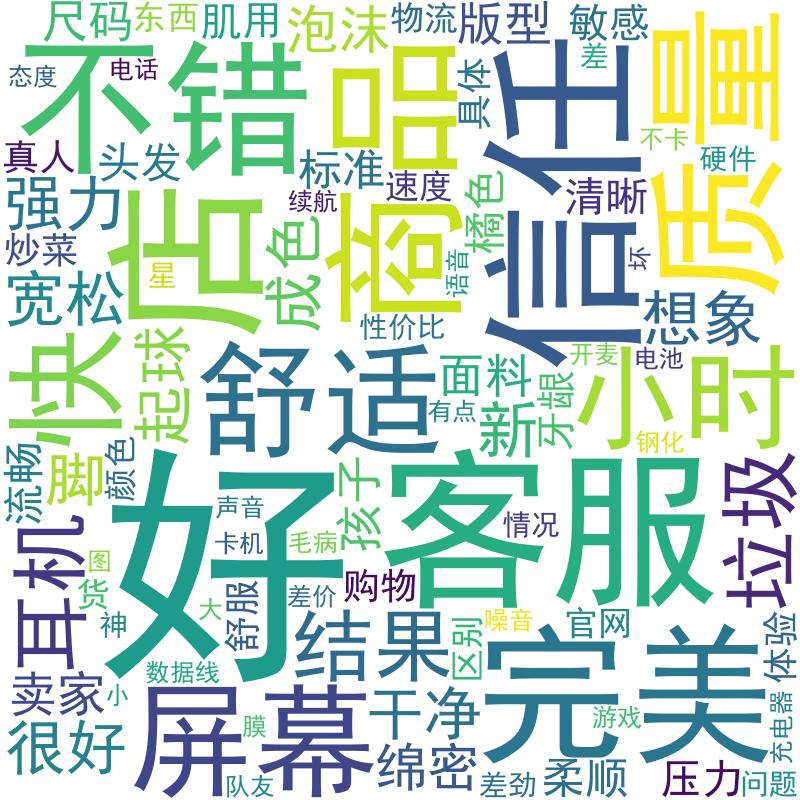 尺码
东西
肌用
泡沫
物流
版型
敏感
态度
电话
不错
商品
具体
信任
差
质量
不卡
硬件
真人
头发
标准
速度
续航
橘色
清晰
强力
店
成色
语音
坏
炒菜
星
宽松
性价比
想象
快
起球
舒适
面料
有点
新
牙龈
开麦
电池
小时
钢化
流畅
脚
颜色
好
声音
卡机
毛病
孩子
客服
情况
垃圾
耳机
图
货
神
大
舒服
差价
购物
结果
区别
噪音
官网
完美
体验
数据线
卖家
小
很好
屏幕
膜
队友
干净
绵密
差劲
柔顺
游戏
压力
充电器
问题